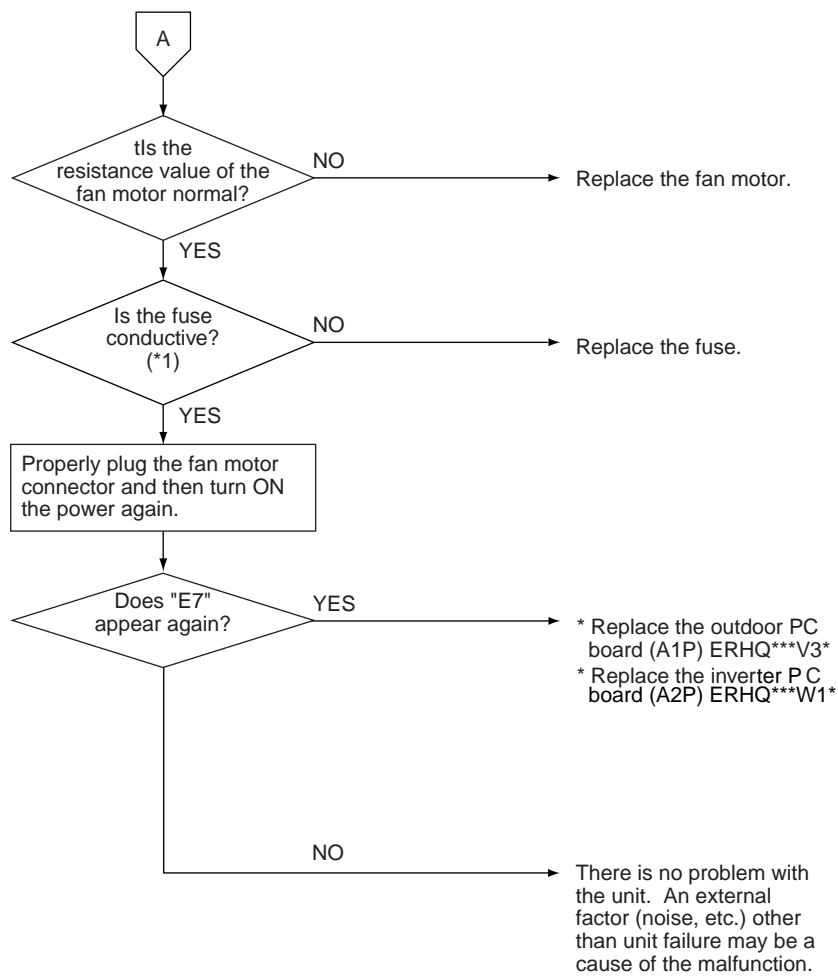 A
tIs the
resistance value of the
fan motor normal?
NO
Replace the fan motor.
YES
Is the fuse
conductive?
(*1)
NO
Replace the fuse.
YES
Properly plug the fan motor
connector and then turn ON
the power again.
Does "E7"
appear again?
YES
* Replace the outdoor PC
board (A1P) ERHQ***V3*
* Replace the inverter PC
board (A2P) ERHQ***W1*
NO
There is no problem with
the unit. An external
factor (noise, etc.) other
than unit failure may be a
cause of the malfunction.